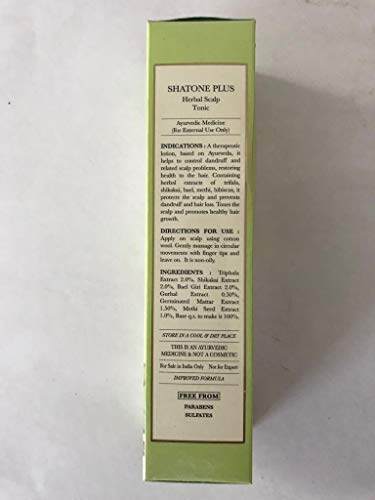 SHATONE PLUS
Herbal Scalp
Tonic
Ayurvedic Medicine
(For External Use Only)
INDICATIONS : A therapeutic
lotion, based on Ayurveda, it
helps to control dandruff and
related scalp problems, restoring
health to the hair. Containing
herbal extracts of trifala,
shikakai, bael, methi, hibiscus, it
protects the scalp and prevents
dandruff and hair loss. Tones the
scalp and promotes healthy hair
growth.
DIRECTIONS FOR USE :
Apply on scalp using cotton
wool. Gently massage in circular
movements with finger tips and
leave on. It is non-oily.
INGREDIENTS : Triphala
Extract 2.0%, Shikakai Extract
2.0%, Bael Giri Extract 2.0%,
Gurhal Extract 0.50%,
Germinated Mattar Extract
1.50%, Methi Seed Extract
1.0%, Base q.s. to make it 100%.
STORE IN A COOL & DRY PLACE
THIS IS AN AYURVEDIC
MEDICINE & NOT A COSMETIC
For Sale in India Only Not for Export
IMPROVED FORMULA
FREE FROM
PARABENS
SULFATES